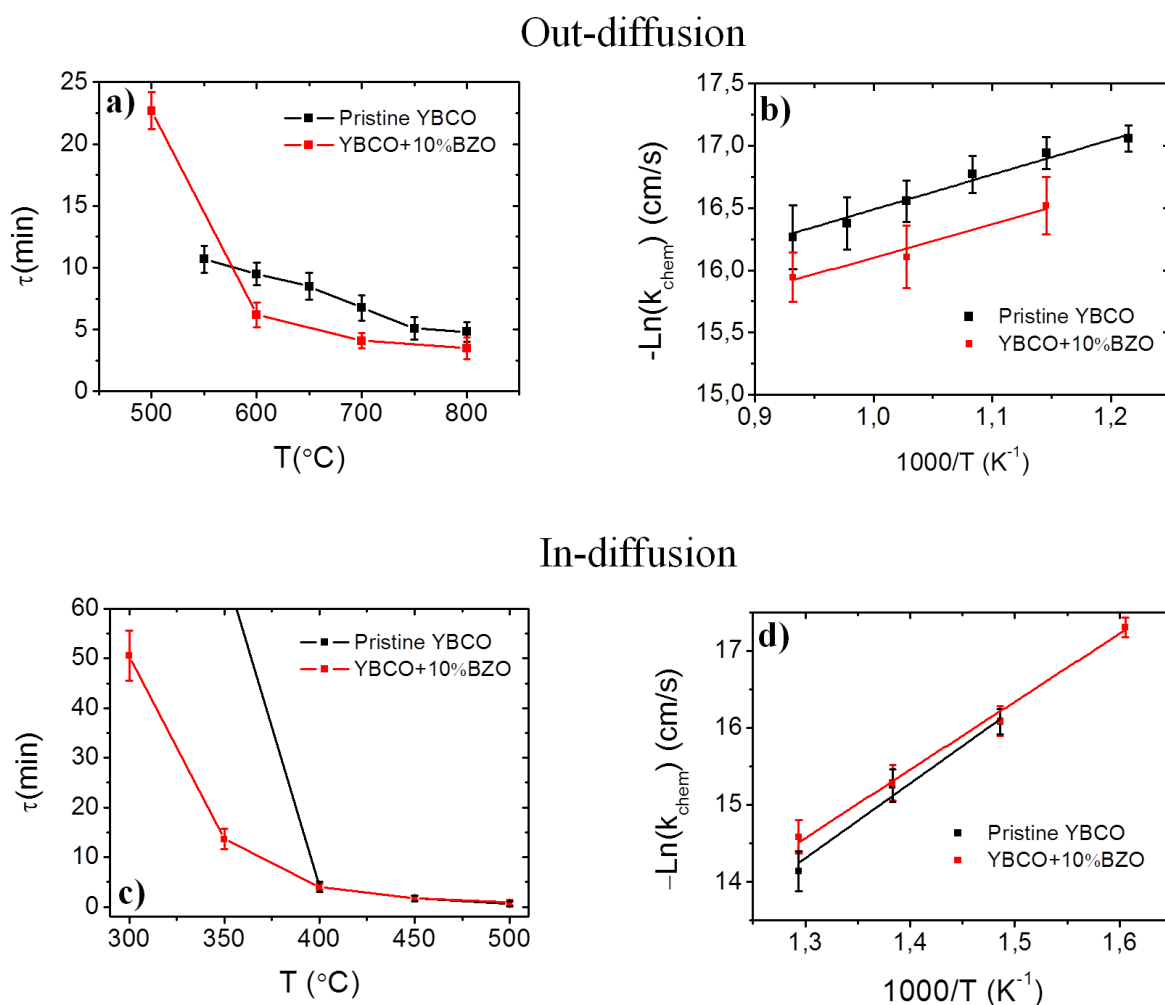 Out-diffusion
a)
Pristine YBCO
YBCO+10%BZO
25
20
15
10
5
0
τ(min)
500 600 700 800
T(°C)
b)
17,5
17,0
16,5
16,0
15,5
15,0
-Ln(k_chem) (cm/s)
Pristine YBCO
YBCO+10%BZO
0,9 1,0 1,1 1,2
1000/T (K⁻¹)
In-diffusion
60
50
40
30
20
10
0
τ(min)
Pristine YBCO
YBCO+10%BZO
c)
300 350 400 450 500
T (°C)
d)
17
16
15
14
−Ln(k_chem) (cm/s)
Pristine YBCO
YBCO+10%BZO
1,3 1,4 1,5 1,6
1000/T (K⁻¹)